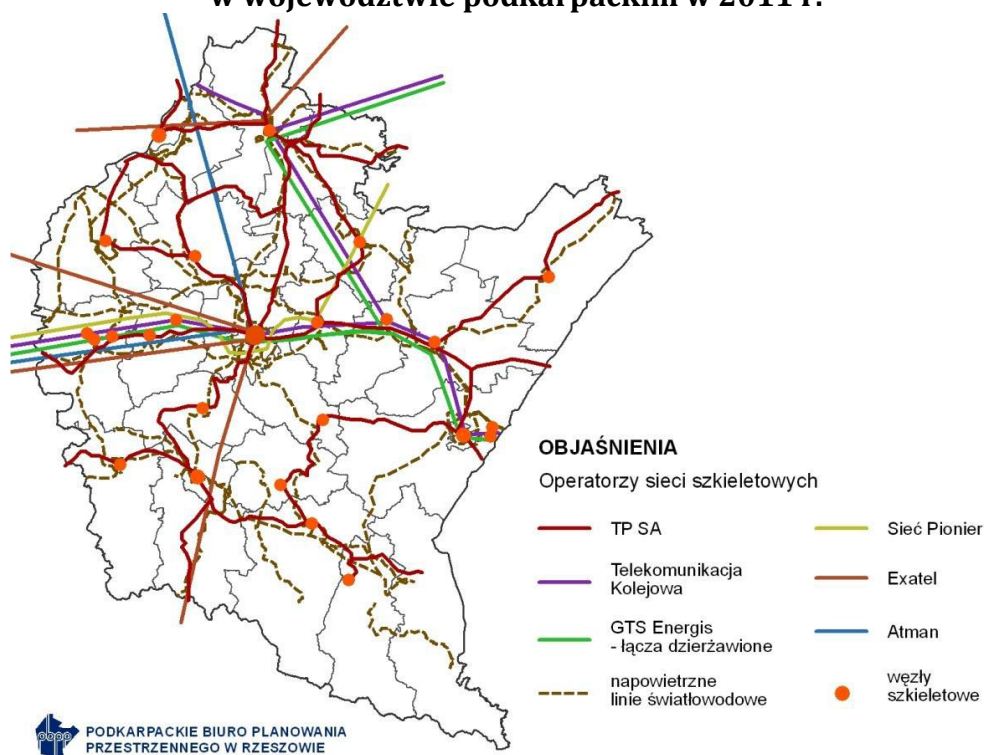 w województwie podkarpackim w 2011 r.
OBJAŚNIENIA
Operatorzy sieci szkieletowych
TP SA
Telekomunikacja
Kolejowa
GTS Energis
- łącza dzierżawione
napowietrzne
linie światłowodowe
Sieć Pionier
Exatel
Atman
węzły
szkieletowe
PODKARPACKIE BIURO PLANOWANIA
PRZESTRZENNEGO W RZESZOWIE